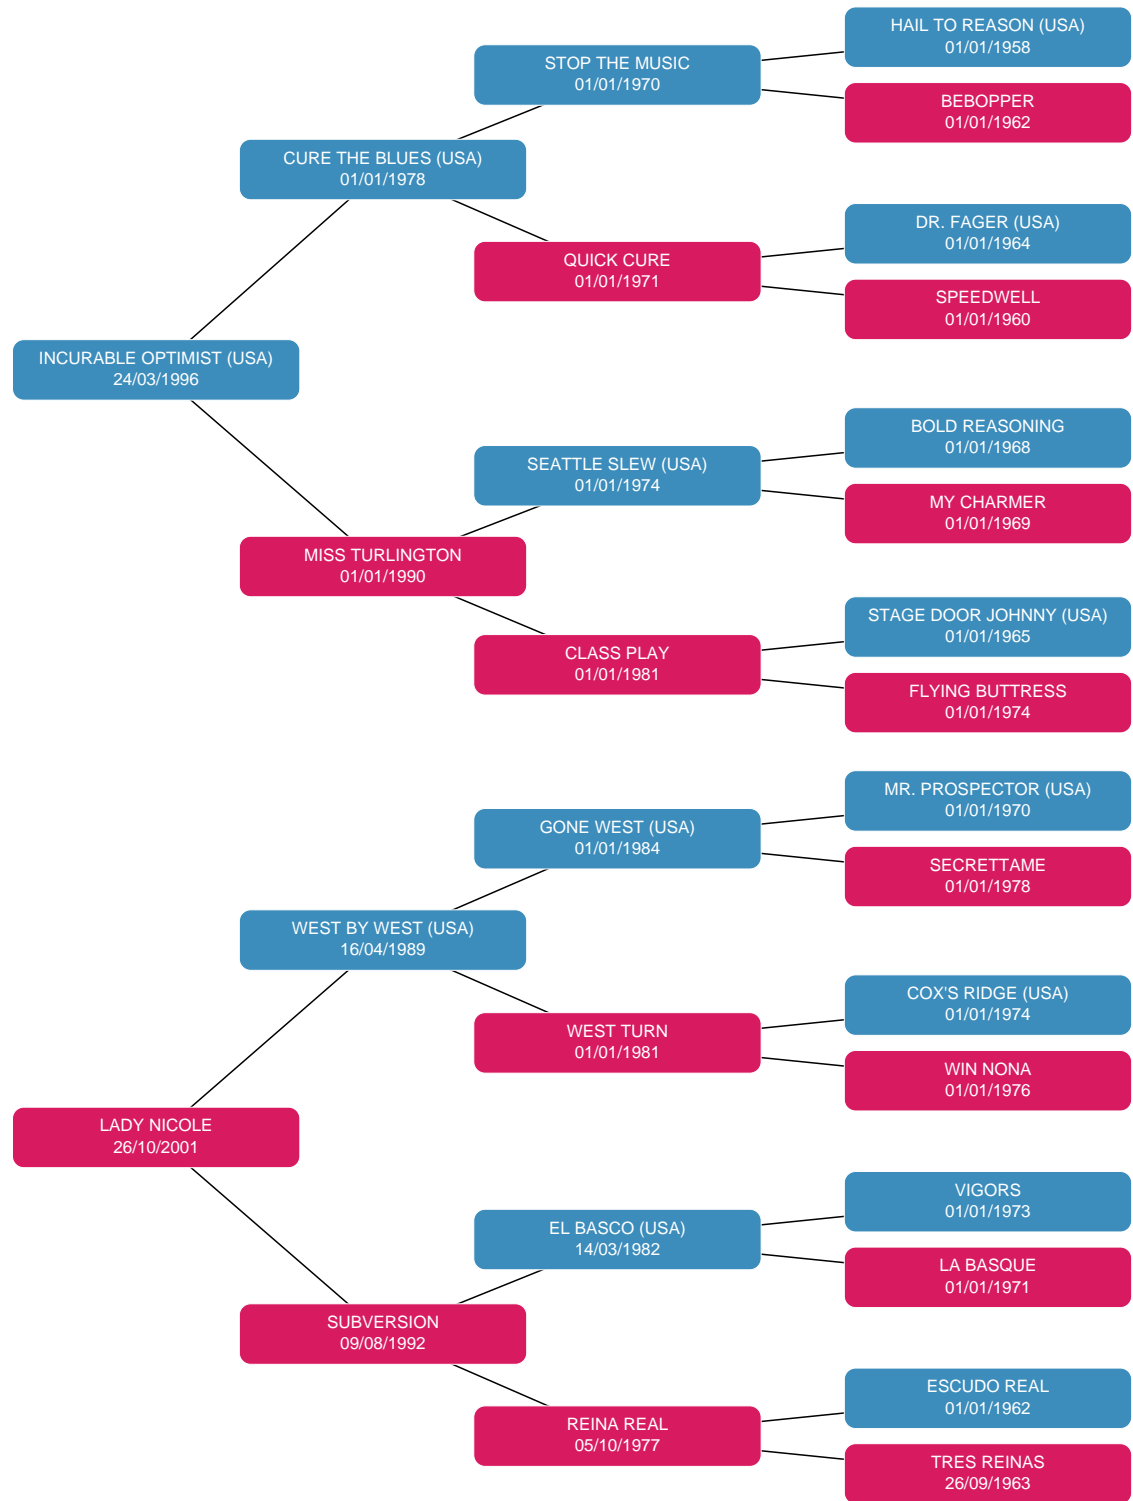 HAIL TO REASON (USA)
01/01/1958
STOP THE MUSIC
01/01/1970
BEBOPPER
01/01/1962
CURE THE BLUES (USA)
01/01/1978
DR. FAGER (USA)
01/01/1964
QUICK CURE
01/01/1971
SPEEDWELL
01/01/1960
INCURABLE OPTIMIST (USA)
24/03/1996
BOLD REASONING
01/01/1968
SEATTLE SLEW (USA)
01/01/1974
MY CHARMER
01/01/1969
MISS TURLINGTON
01/01/1990
STAGE DOOR JOHNNY (USA)
01/01/1965
CLASS PLAY
01/01/1981
FLYING BUTTRESS
01/01/1974
MR. PROSPECTOR (USA)
01/01/1970
GONE WEST (USA)
01/01/1984
SECRETTAME
01/01/1978
WEST BY WEST (USA)
16/04/1989
COX'S RIDGE (USA)
01/01/1974
WEST TURN
01/01/1981
WIN NONA
01/01/1976
LADY NICOLE
26/10/2001
VIGORS
01/01/1973
EL BASCO (USA)
14/03/1982
LA BASQUE
01/01/1971
SUBVERSION
09/08/1992
ESCUDO REAL
01/01/1962
REINA REAL
05/10/1977
TRES REINAS
26/09/1963